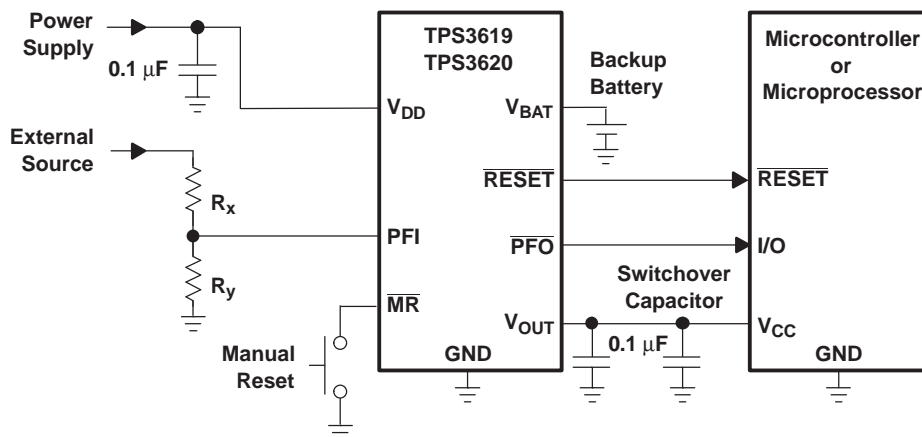 Power
Supply
0.1 μF
TPS3619
TPS3620
Backup
Battery
Microcontroller
or
Microprocessor
VDD
VBAT
External
Source
RESET
RESET
Rx
PFI
PFO
I/O
Ry
Switchover
Capacitor
MR
VOUT
VCC
0.1 μF
Manual
Reset
GND
GND